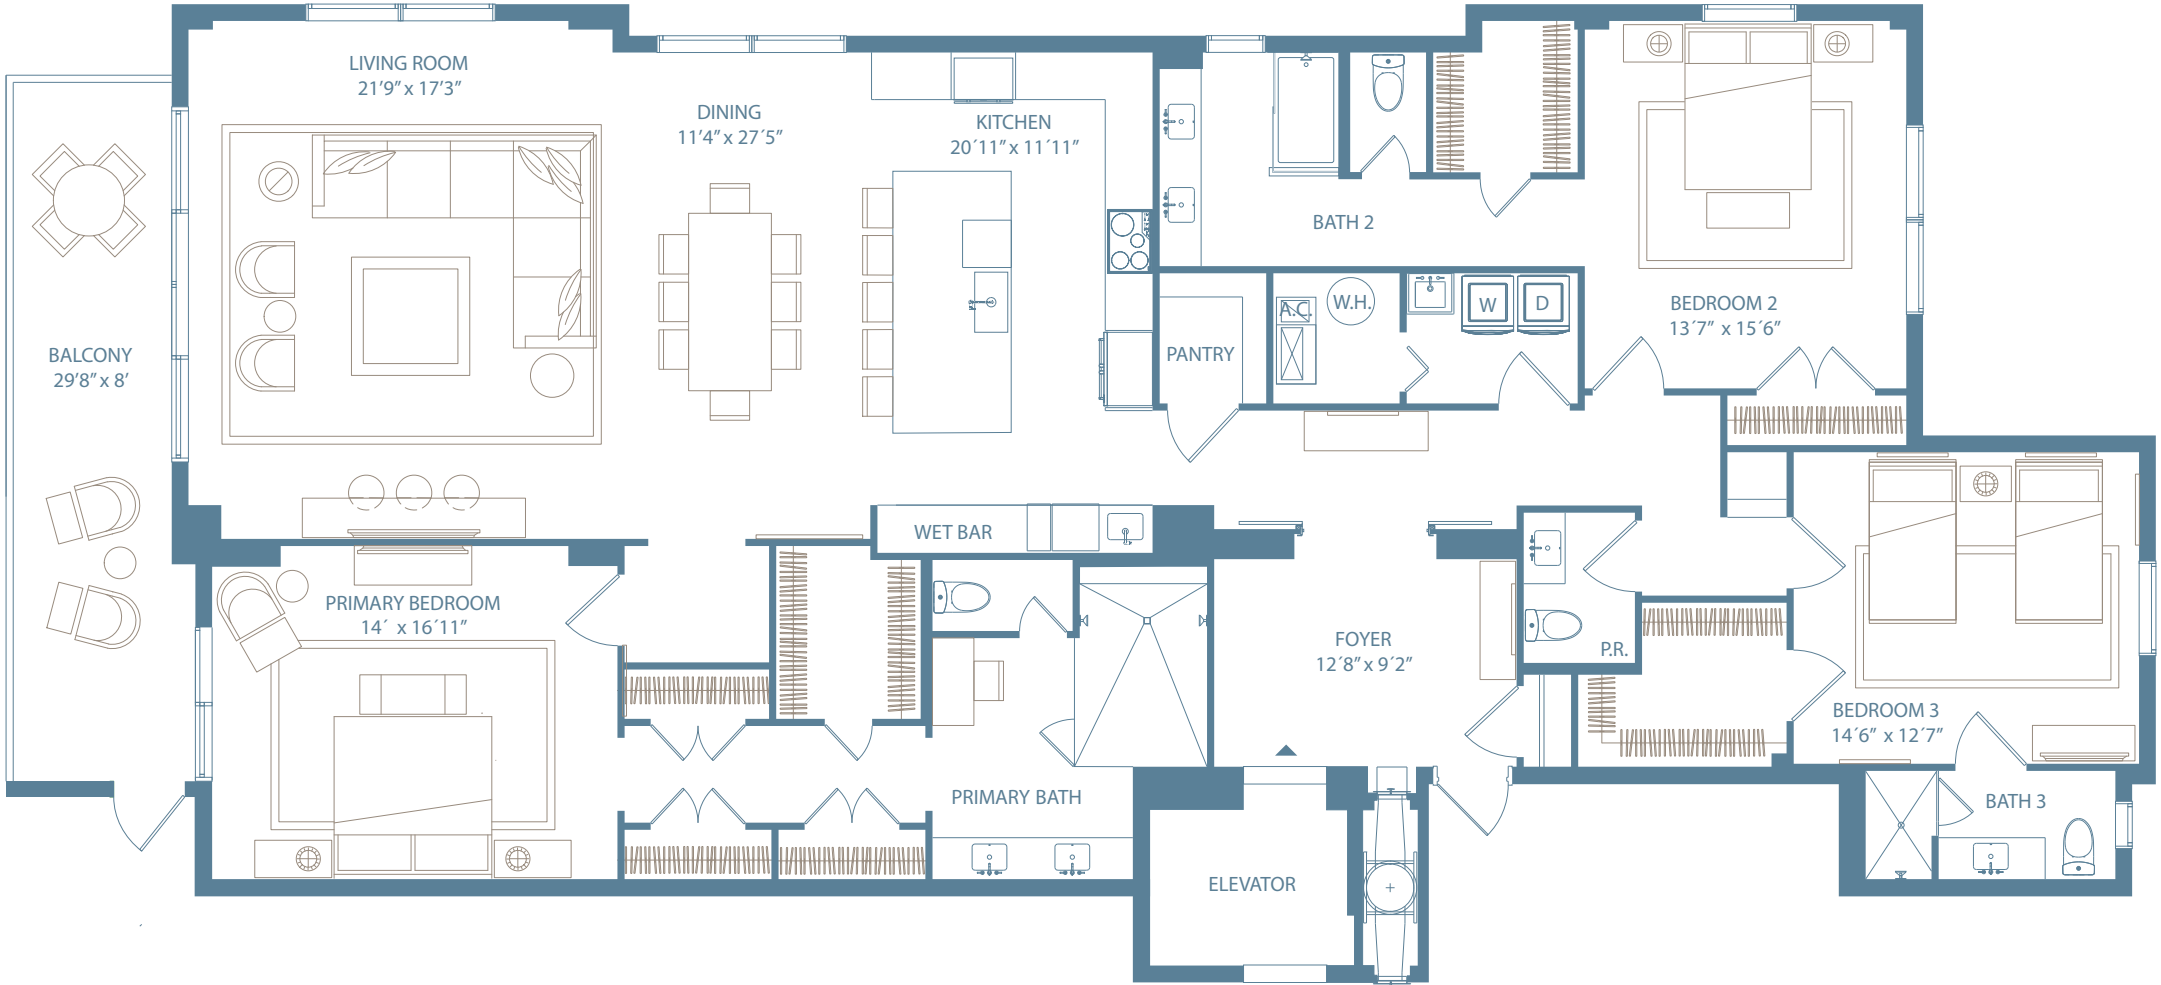 LIVING ROOM
21'9" x 17'3"
DINING
11'4" x 27´5"
KITCHEN
20´11" x 11´11"
BATH 2
BEDROOM 2
13'7" x 15´6"
BALCONY
29'8" x 8'
PANTRY
A.C.
W.H.
W
D
WET BAR
PRIMARY BEDROOM
14´ x 16´11"
FOYER
12´8" x 9´2"
P.R.
BEDROOM 3
14´6" x 12´7"
PRIMARY BATH
BATH 3
ELEVATOR